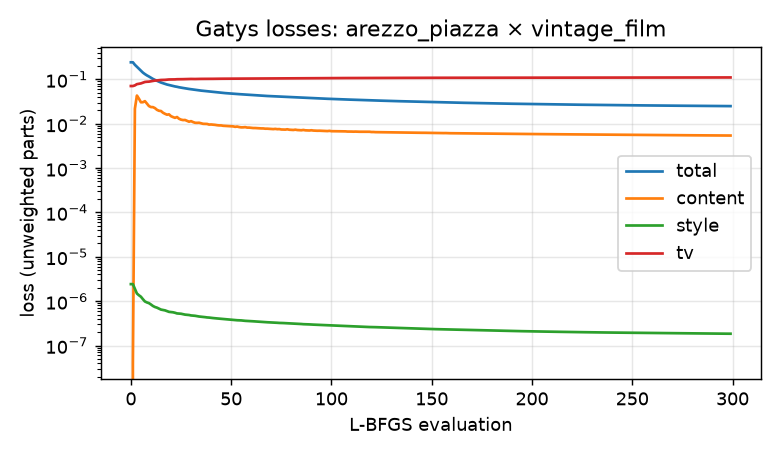 Gatys losses: arezzo_piazza × vintage_film
loss (unweighted parts)
10⁻¹
10⁻²
10⁻³
10⁻⁴
10⁻⁵
10⁻⁶
10⁻⁷
total
content
style
tv
0 50 100 150 200 250 300
L-BFGS evaluation